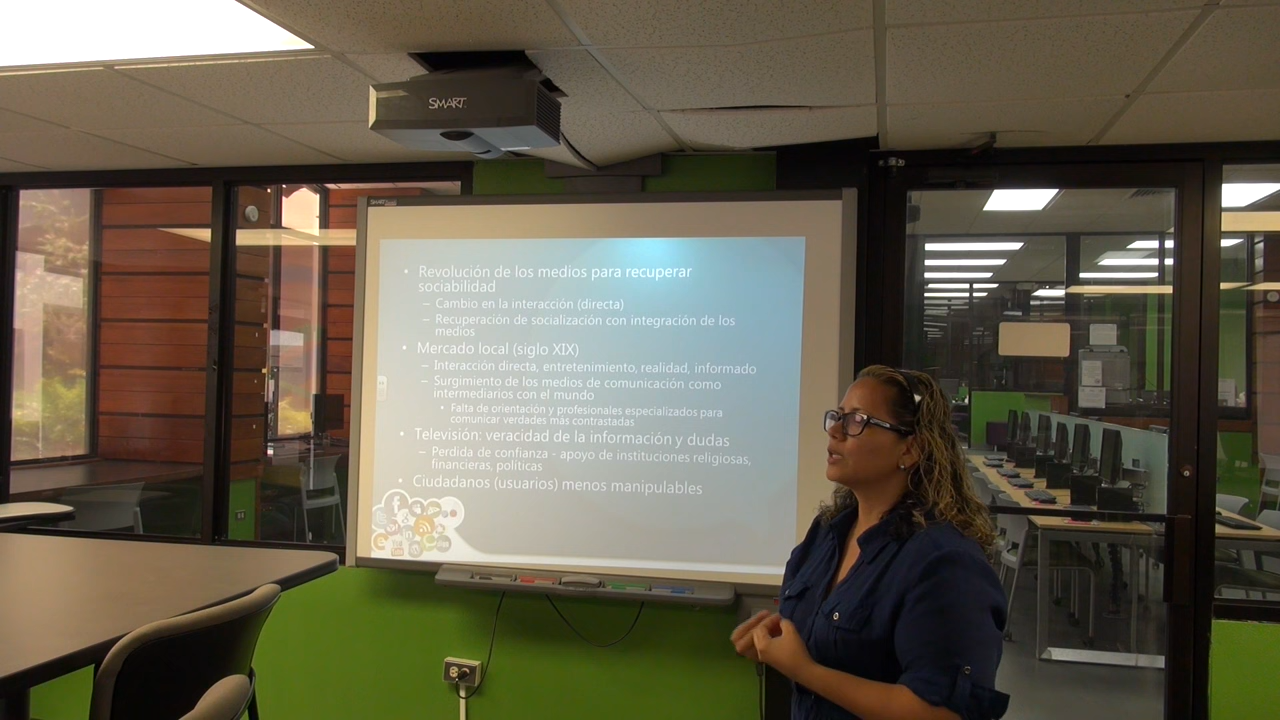 SMART
SMART
• Revolución de los medios para recuperar
sociabilidad
– Cambio en la interacción (directa)
– Recuperación de socialización con integración de los
medios
• Mercado local (siglo XIX)
– Interacción directa, entretenimiento, realidad, informado
– Surgimiento de los medios de comunicación como
intermediarios con el mundo
• Falta de orientación y profesionales especializados para
comunicar verdades más contrastadas
• Televisión: veracidad de la información y dudas
– Perdida de confianza - apoyo de instituciones religiosas,
financieras, políticas
• Ciudadanos (usuarios) menos manipulables